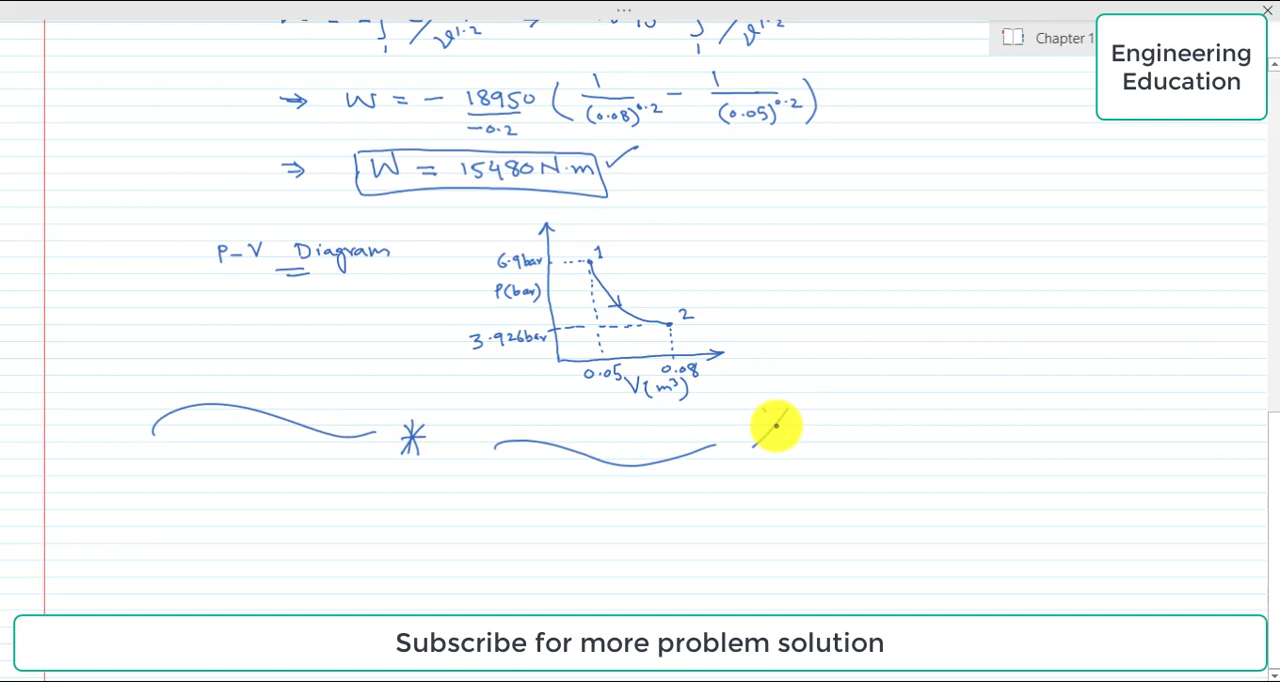 Chapter 1
Engineering
Education
→ W = - 18950 / -0.2 ( 1 / (0.08)^0.2 - 1 / (0.05)^0.2 )
⇒ W = 15480 N.m ✓
P-V Diagram
6.9bar
1
P(bar)
2
3.926bar
0.05
0.08
V(m³)
Subscribe for more problem solution